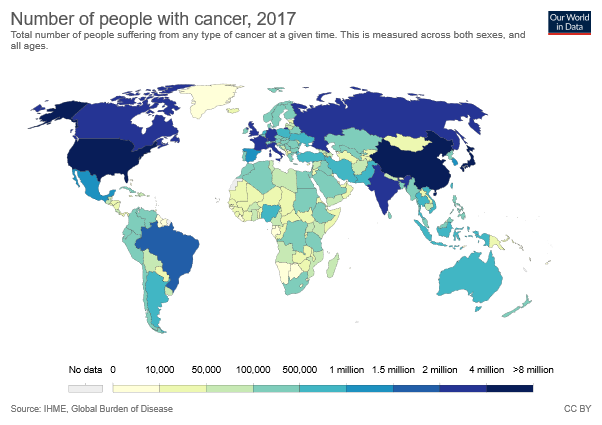 Number of people with cancer, 2017
Our World
in Data
Total number of people suffering from any type of cancer at a given time. This is measured across both sexes, and
all ages.
No data 0 10,000 50,000 100,000 500,000 1 million 1.5 million 2 million 4 million >8 million
Source: IHME, Global Burden of Disease
CC BY